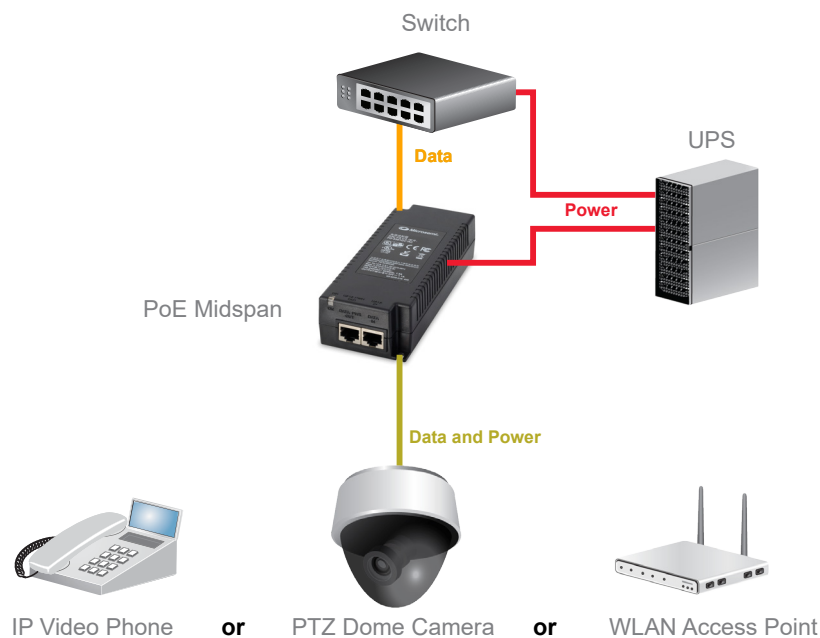 Switch
UPS
Data
Power
Microsemi
PoE Midspan
Data and Power
IP Video Phone or PTZ Dome Camera or WLAN Access Point